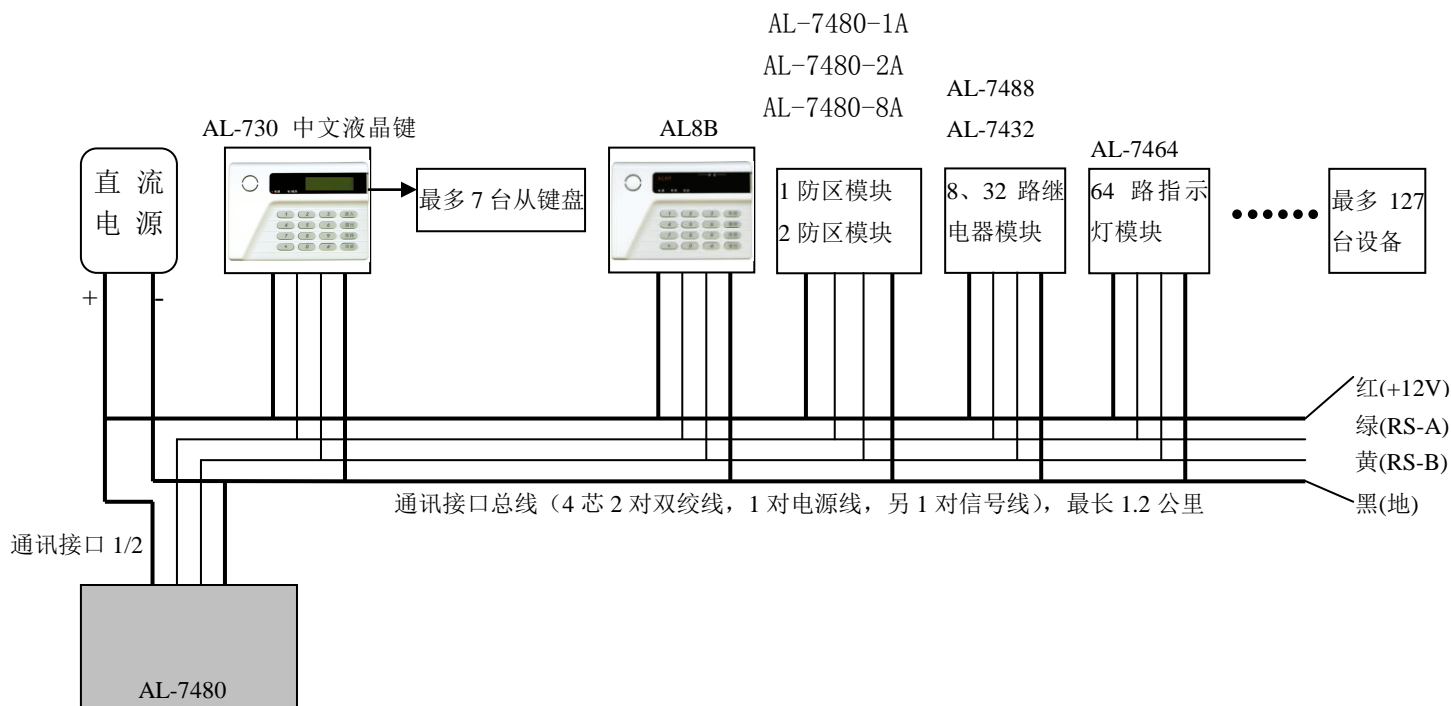 AL-7480-1A
AL-7480-2A
AL-7480-8A
AL-7488
AL-7432
AL-730 中文液晶键
AL8B
AL-7464
直 流
电 源
最多 7 台从键盘
1 防区模块
2 防区模块
8、32 路继
电器模块
64 路指示
灯模块
••••••
最多 127
台设备
+
-
红(+12V)
绿(RS-A)
黄(RS-B)
黑(地)
通讯接口总线（4 芯 2 对双绞线，1 对电源线，另 1 对信号线），最长 1.2 公里
通讯接口 1/2
AL-7480